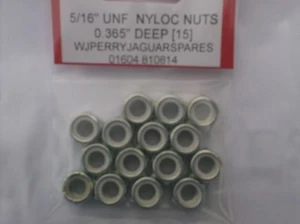 5/16" UNF NYLOC NUTS
0.365" DEEP [15]
WJPERRYJAGUARSPARES
01604 810814